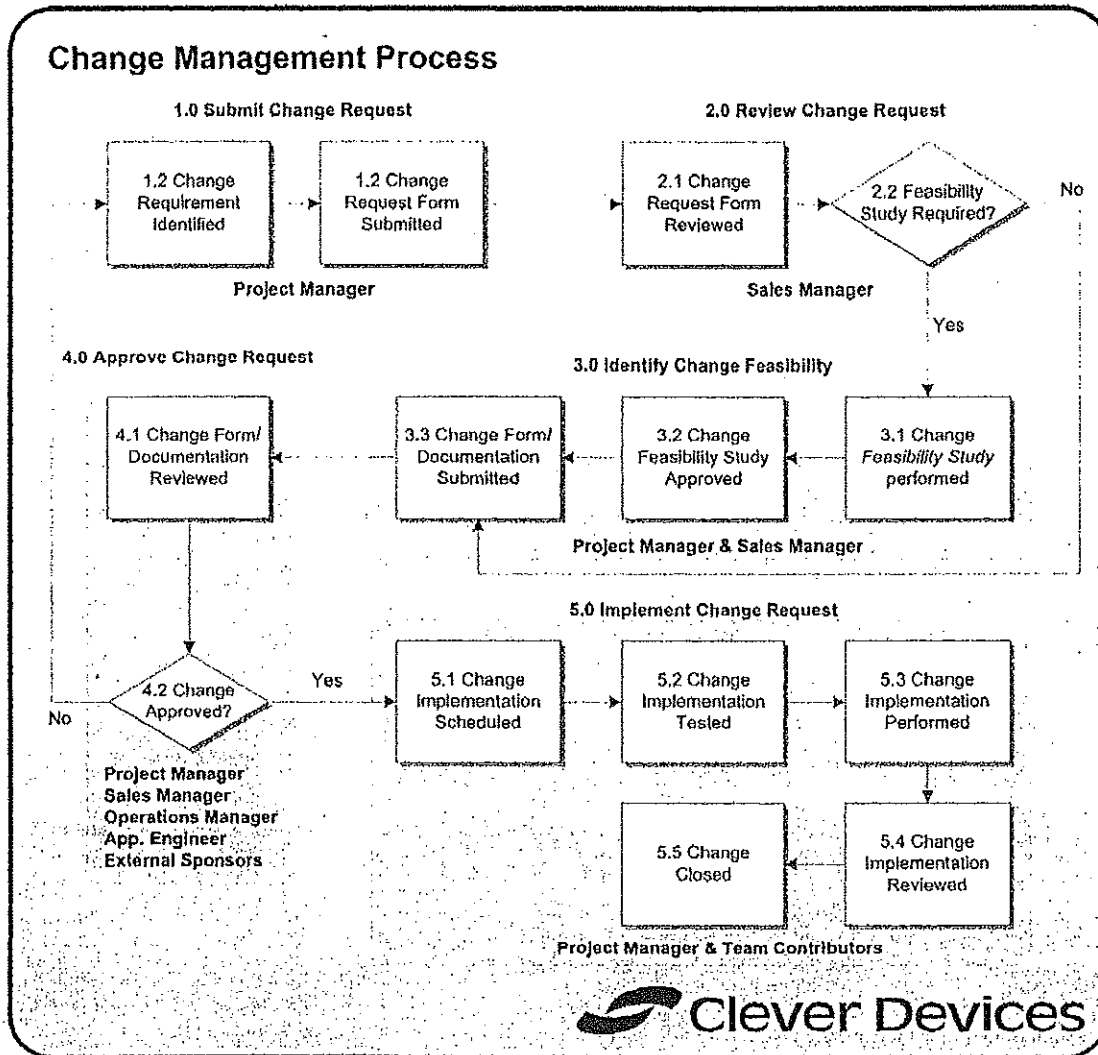 Change Management Process
1.0 Submit Change Request
2.0 Review Change Request
1.2 Change
Requirement
Identified
1.2 Change
Request Form
Submitted
2.1 Change
Request Form
Reviewed
2.2 Feasibility
Study Required?
No
Project Manager
Sales Manager
Yes
4.0 Approve Change Request
3.0 Identify Change Feasibility
4.1 Change Form/
Documentation
Reviewed
3.3 Change Form/
Documentation
Submitted
3.2 Change
Feasibility Study
Approved
3.1 Change
Feasibility Study
performed
Project Manager & Sales Manager
5.0 Implement Change Request
4.2 Change
Approved?
Yes
No
5.1 Change
Implementation
Scheduled
5.2 Change
Implementation
Tested
5.3 Change
Implementation
Performed
Project Manager
Sales Manager
Operations Manager
App. Engineer
External Sponsors
5.5 Change
Closed
5.4 Change
Implementation
Reviewed
Project Manager & Team Contributors
Clever Devices